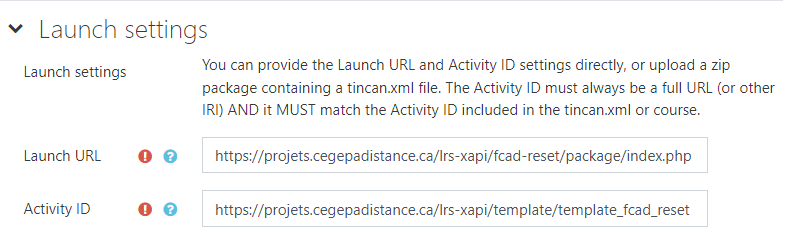 Launch settings
Launch settings
You can provide the Launch URL and Activity ID settings directly, or upload a zip
package containing a tincan.xml file. The Activity ID must always be a full URL (or other
IRI) AND it MUST match the Activity ID included in the tincan.xml or course.
Launch URL ! ? https://projets.cegepadistance.ca/lrs-xapi/fcad-reset/package/index.php
Activity ID ! ? https://projets.cegepadistance.ca/lrs-xapi/template/template_fcad_reset